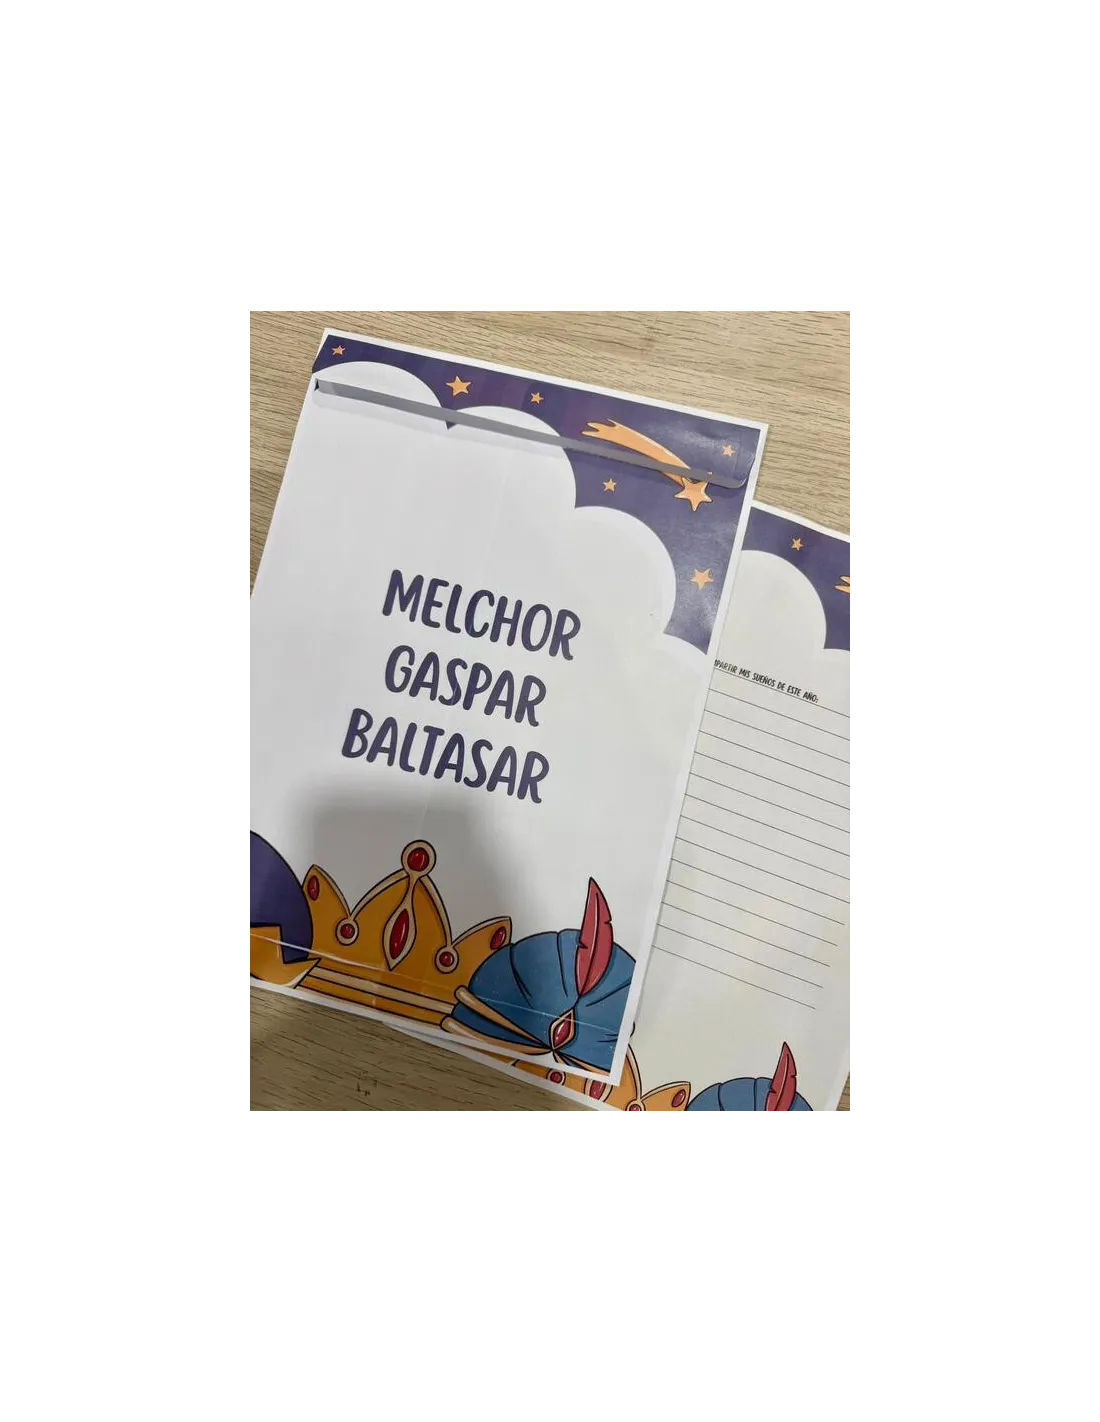 MELCHOR
GASPAR
BALTASAR
MIS SUEÑOS DE ESTE AÑO: